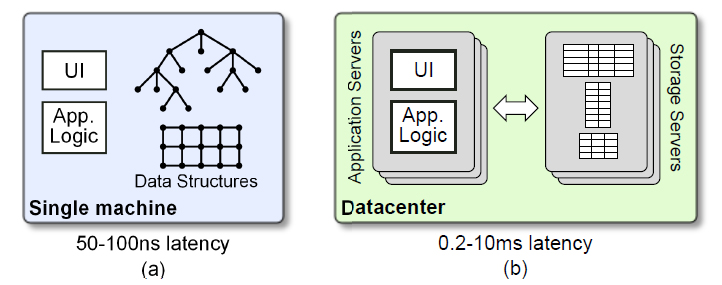 UI
App.
Logic
Data Structures
Single machine
50-100ns latency
(a)
Application Servers
UI
App.
Logic
Storage Servers
Datacenter
0.2-10ms latency
(b)